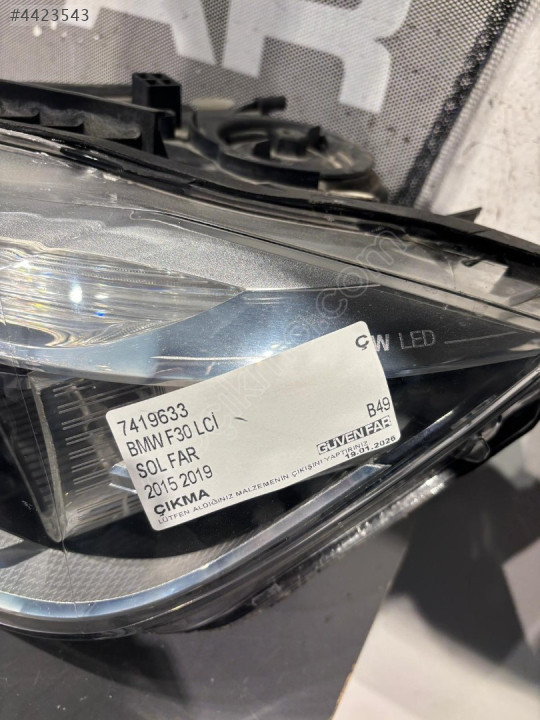 #4423543
AR
Ç
W LED
7419633
BMW F30 LCİ
SOL FAR
2015 2019
ÇIKMA
B49
GÜVEN FAR
19.01.2026
LÜTFEN ALDIĞINIZ MALZEMENİN ÇIKIŞINI YAPTIRINIZ